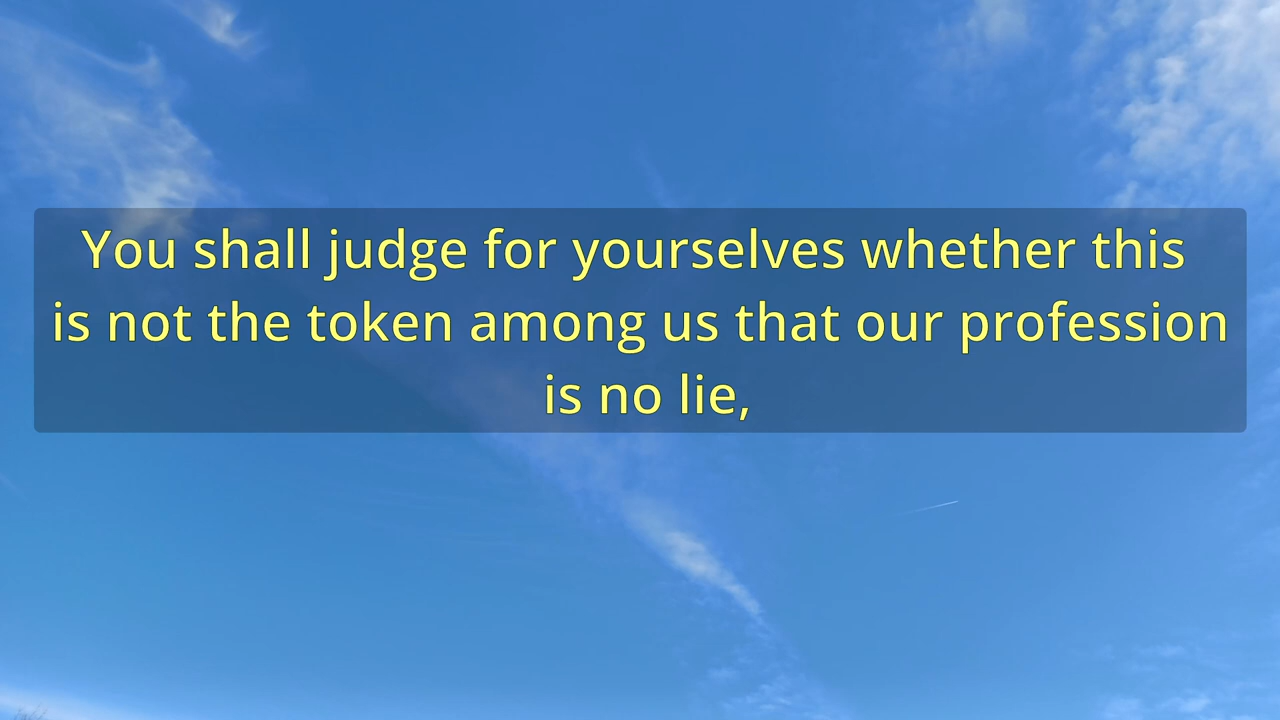 You shall judge for yourselves whether this
is not the token among us that our profession
is no lie,